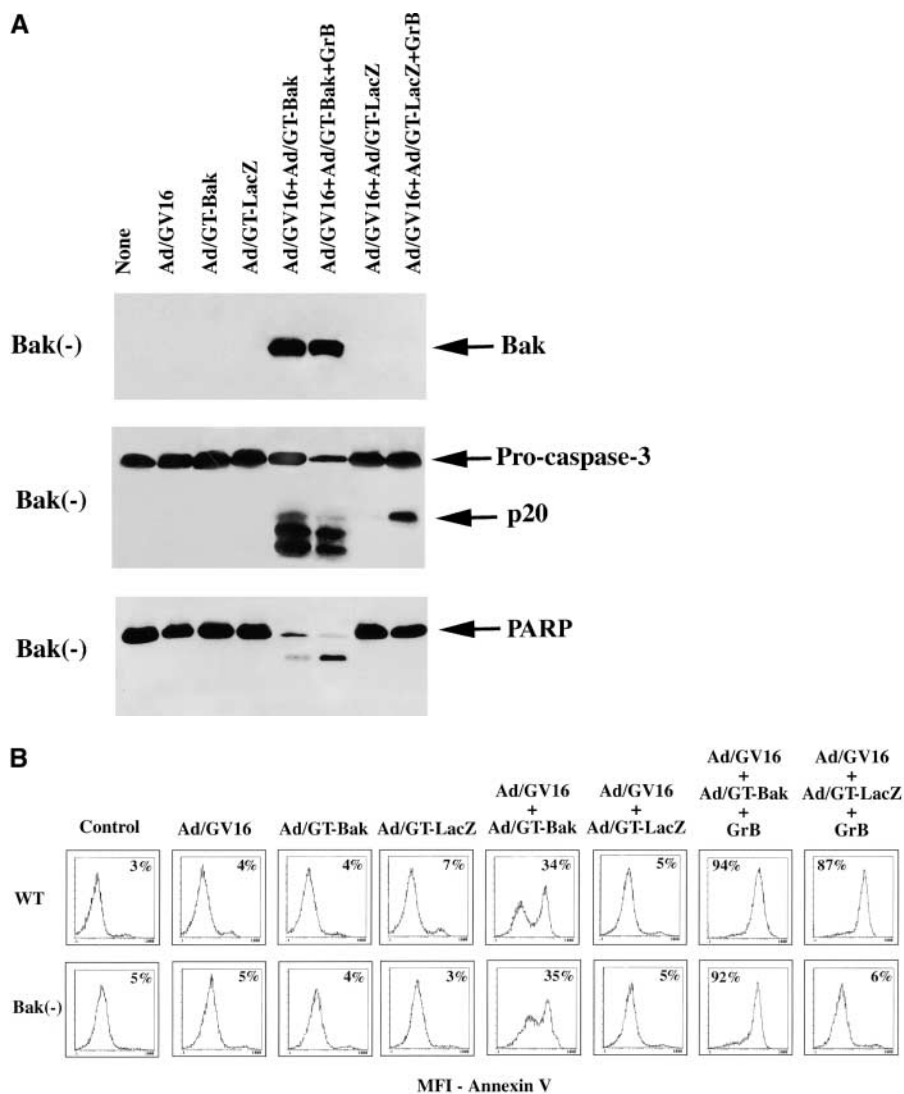 A
None
Ad/GV16
Ad/GT-Bak
Ad/GT-LacZ
Ad/GV16+Ad/GT-Bak
Ad/GV16+Ad/GT-Bak+GrB
Ad/GV16+Ad/GT-LacZ
Ad/GV16+Ad/GT-LacZ+GrB
Bak(-)
Bak
Bak(-)
Pro-caspase-3
p20
Bak(-)
PARP
B
Control
Ad/GV16
Ad/GT-Bak
Ad/GT-LacZ
Ad/GV16
+
Ad/GT-Bak
Ad/GV16
+
Ad/GT-LacZ
Ad/GV16
+
Ad/GT-Bak
+
GrB
Ad/GV16
+
Ad/GT-LacZ
+
GrB
WT
3%
4%
4%
7%
34%
5%
94%
87%
Bak(-)
5%
5%
4%
3%
35%
5%
92%
6%
MFI - Annexin V